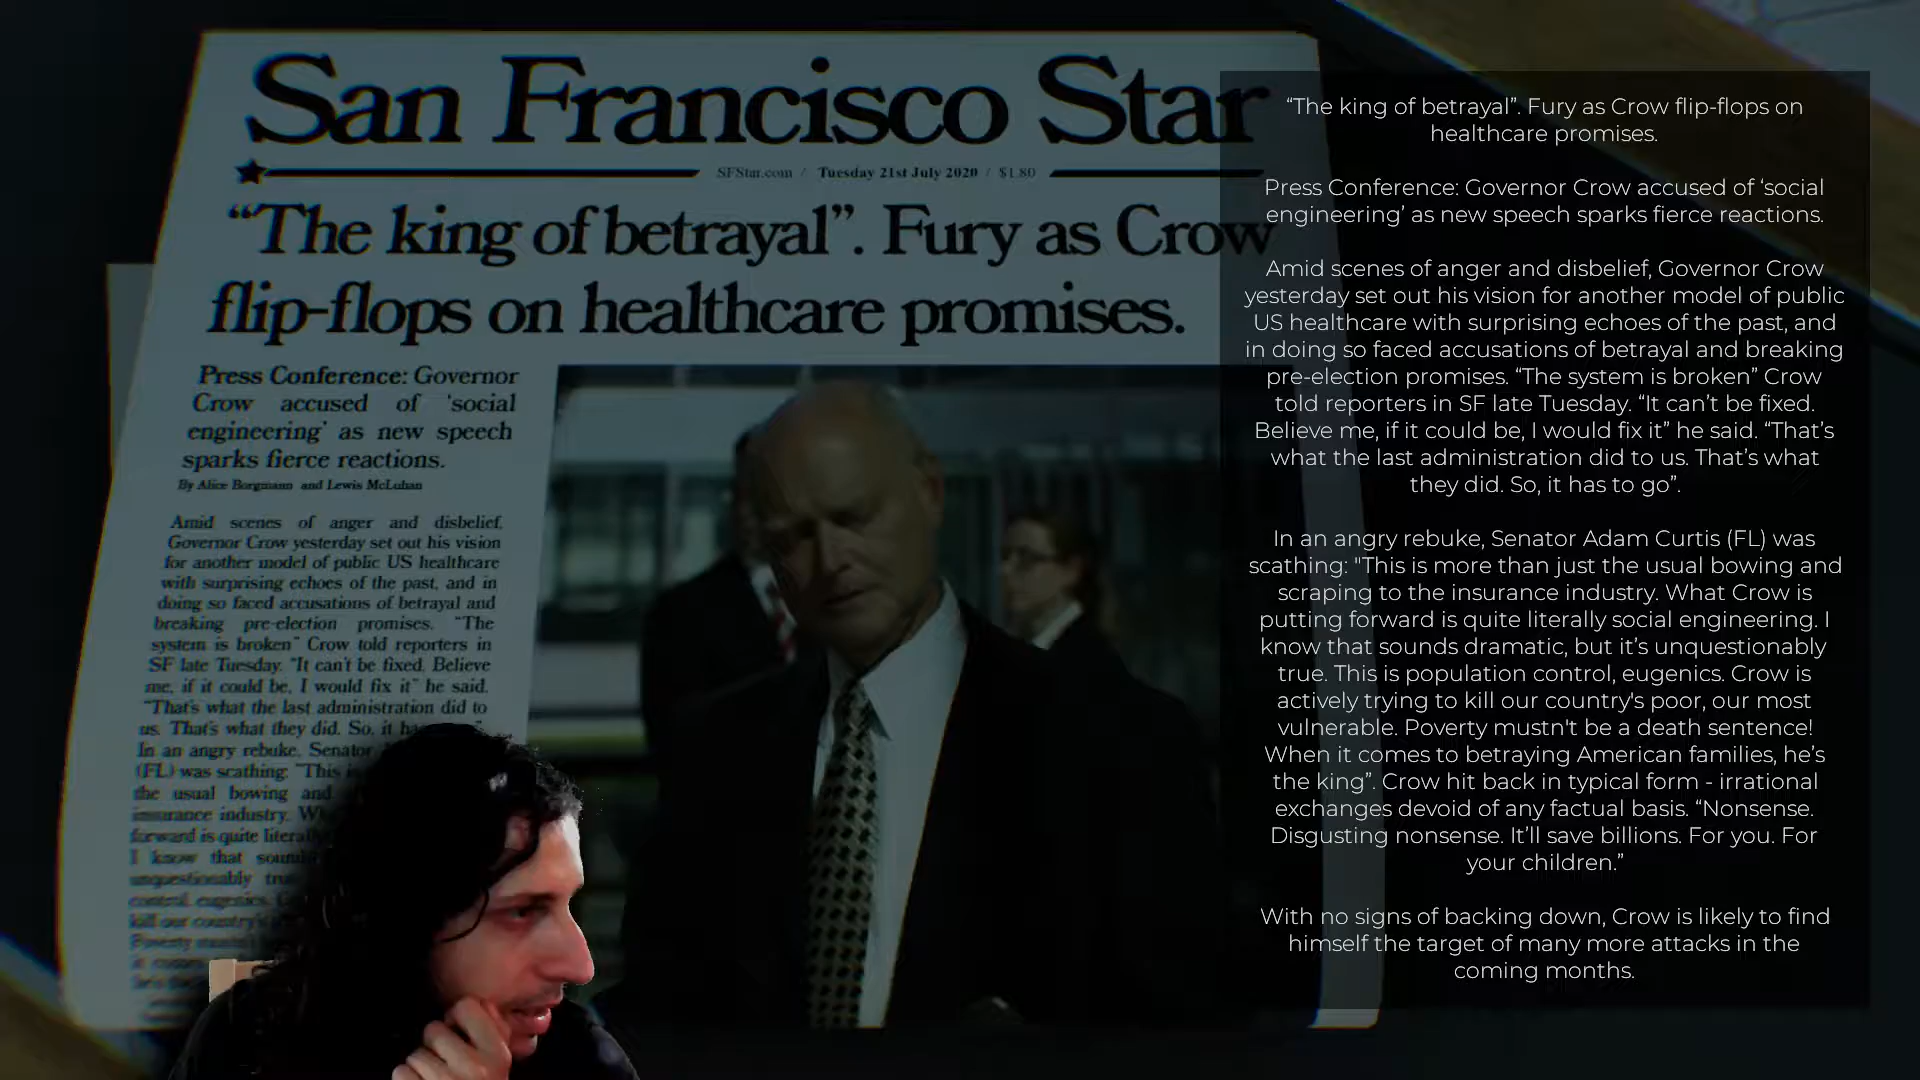 San Francisco Star
SFStar.com / Tuesday 21st July 2020 / $1.80
“The king of betrayal”. Fury as Crow
flip-flops on healthcare promises.
Press Conference: Governor
Crow accused of ‘social
engineering’ as new speech
sparks fierce reactions.
By Alice Borgmann and Lewis McLuhan
Amid scenes of anger and disbelief,
Governor Crow yesterday set out his vision
for another model of public US healthcare
with surprising echoes of the past, and in
doing so faced accusations of betrayal and
breaking pre-election promises. “The
system is broken” Crow told reporters in
SF late Tuesday. “It can't be fixed. Believe
me, if it could be, I would fix it” he said.
“That's what the last administration did to
us. That's what they did. So, it
In an angry rebuke, Senator
(FL) was scathing: “This is
the usual bowing and
insurance industry.
forward is quite
I know that
unquestionably
control, eugenics.
kill our country's
Poverty
“The king of betrayal”. Fury as Crow flip-flops on
healthcare promises.
Press Conference: Governor Crow accused of ‘social
engineering’ as new speech sparks fierce reactions.
Amid scenes of anger and disbelief, Governor Crow
yesterday set out his vision for another model of public
US healthcare with surprising echoes of the past, and
in doing so faced accusations of betrayal and breaking
pre-election promises. “The system is broken” Crow
told reporters in SF late Tuesday. “It can’t be fixed.
Believe me, if it could be, I would fix it” he said. “That’s
what the last administration did to us. That’s what
they did. So, it has to go”.
In an angry rebuke, Senator Adam Curtis (FL) was
scathing: "This is more than just the usual bowing and
scraping to the insurance industry. What Crow is
putting forward is quite literally social engineering. I
know that sounds dramatic, but it’s unquestionably
true. This is population control, eugenics. Crow is
actively trying to kill our country's poor, our most
vulnerable. Poverty mustn't be a death sentence!
When it comes to betraying American families, he’s
the king”. Crow hit back in typical form - irrational
exchanges devoid of any factual basis. “Nonsense.
Disgusting nonsense. It’ll save billions. For you. For
your children.”
With no signs of backing down, Crow is likely to find
himself the target of many more attacks in the
coming months.